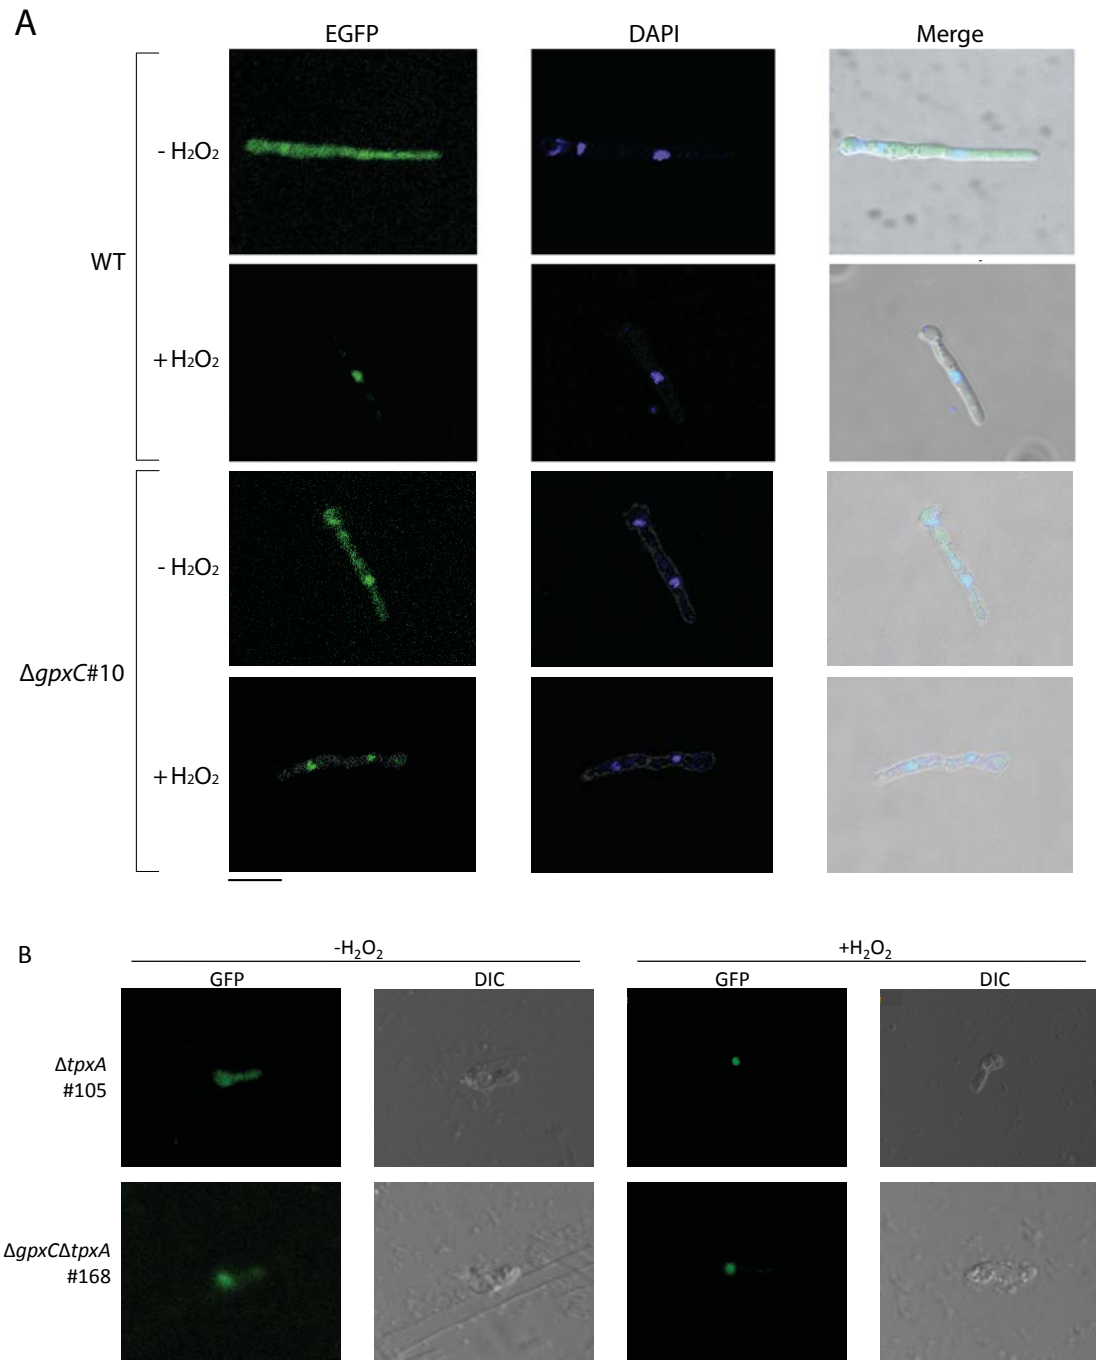 A
EGFP DAPI Merge
- H₂O₂
WT
+ H₂O₂
- H₂O₂
ΔgpxC#10
+ H₂O₂
B
-H₂O₂ +H₂O₂
GFP DIC GFP DIC
ΔtpxA
#105
ΔgpxCΔtpxA
#168